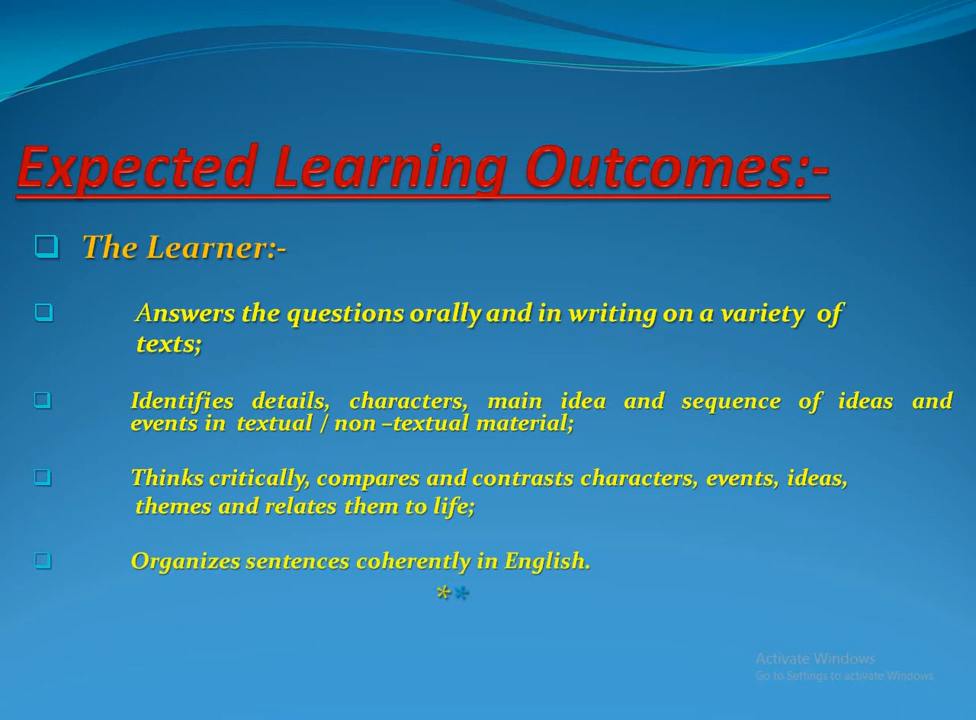 Expected Learning Outcomes:-
The Learner:-
Answers the questions orally and in writing on a variety of
texts;
Identifies details, characters, main idea and sequence of ideas and
events in textual / non –textual material;
Thinks critically, compares and contrasts characters, events, ideas,
themes and relates them to life;
Organizes sentences coherently in English.
**
Activate Windows
Go to Settings to activate Windows.